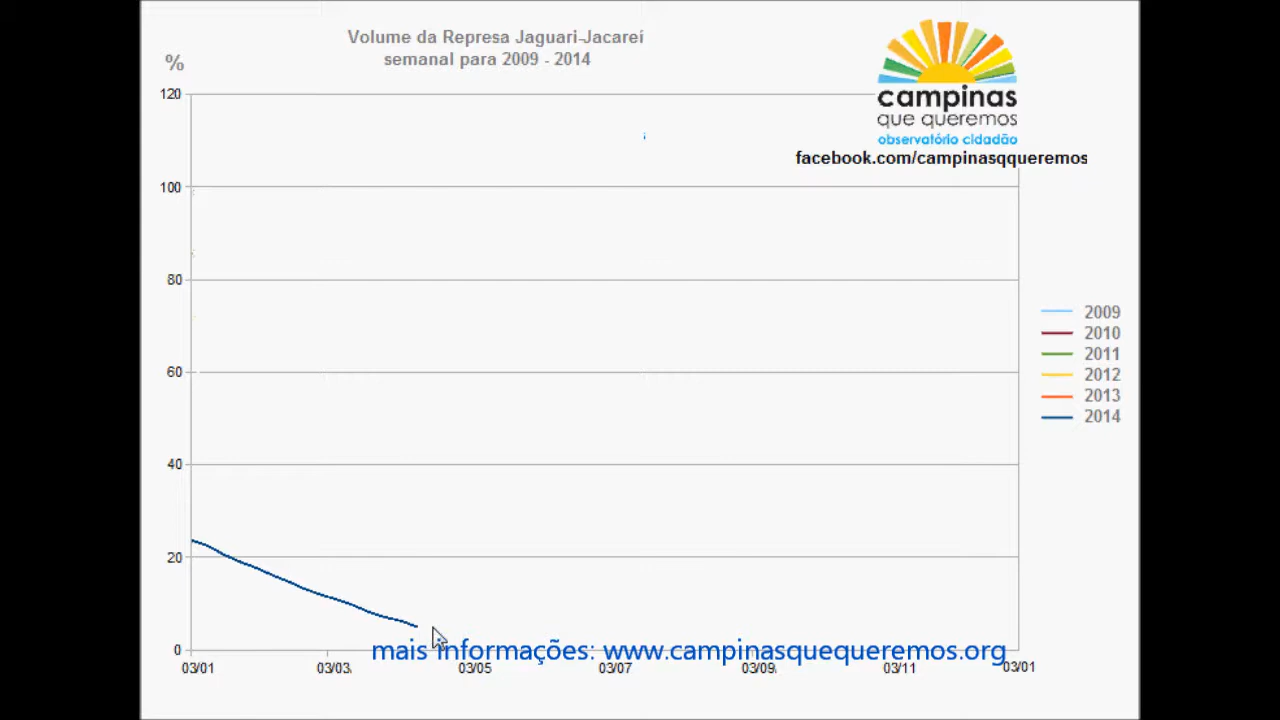 Volume da Represa Jaguari-Jacareí
semanal para 2009 - 2014
%
campinas
que queremos
observatório cidadão
facebook.com/campinasqqueremos
120
100
80
60
40
20
0
2009
2010
2011
2012
2013
2014
mais informações: www.campinasquequeremos.org
03/01 03/03 03/05 03/07 03/09 03/11 03/01